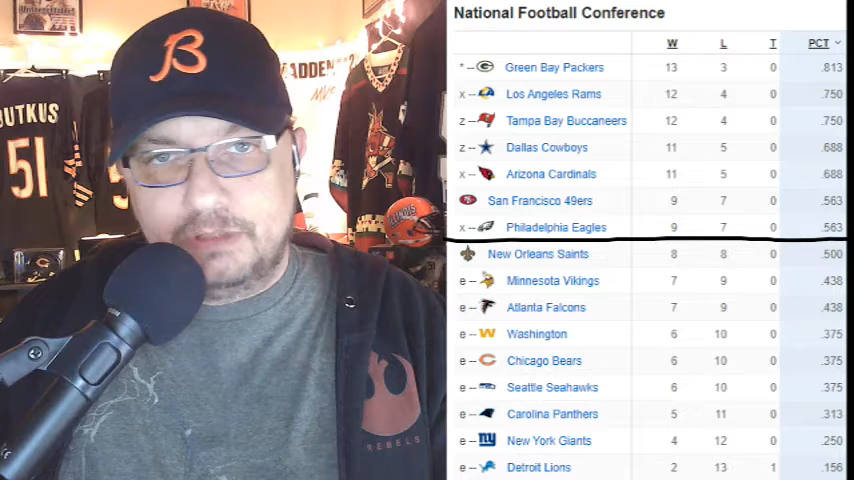 National Football Conference
W L T PCT
* -- Green Bay Packers 13 3 0 .813
x -- Los Angeles Rams 12 4 0 .750
z -- Tampa Bay Buccaneers 12 4 0 .750
z -- Dallas Cowboys 11 5 0 .688
x -- Arizona Cardinals 11 5 0 .688
San Francisco 49ers 9 7 0 .563
x -- Philadelphia Eagles 9 7 0 .563
New Orleans Saints 8 8 0 .500
e -- Minnesota Vikings 7 9 0 .438
e -- Atlanta Falcons 7 9 0 .438
e -- Washington 6 10 0 .375
e -- Chicago Bears 6 10 0 .375
e -- Seattle Seahawks 6 10 0 .375
e -- Carolina Panthers 5 11 0 .313
e -- New York Giants 4 12 0 .250
e -- Detroit Lions 2 13 1 .156
B
BUTKUS
51
ADDEN
REBELS